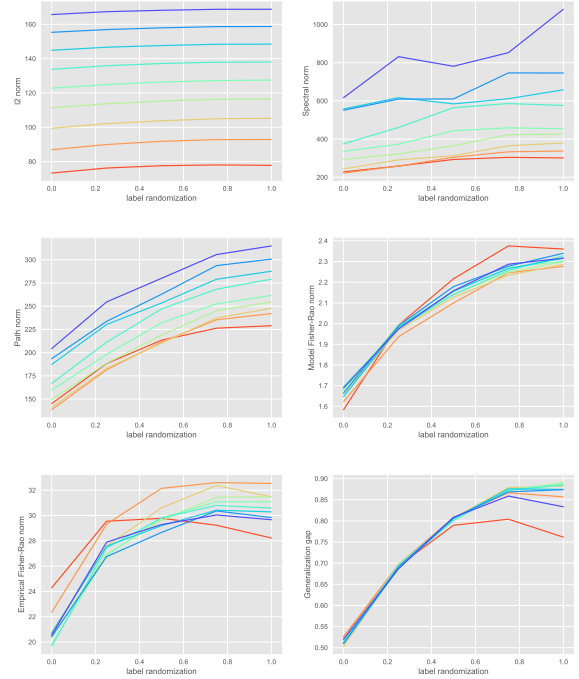 160
140
120
100
80
l2 norm
0.0 0.2 0.4 0.6 0.8 1.0
label randomization
1000
800
600
400
200
Spectral norm
0.0 0.2 0.4 0.6 0.8 1.0
label randomization
300
275
250
225
200
175
150
Path norm
0.0 0.2 0.4 0.6 0.8 1.0
label randomization
2.4
2.3
2.2
2.1
2.0
1.9
1.8
1.7
1.6
Model Fisher-Rao norm
0.0 0.2 0.4 0.6 0.8 1.0
label randomization
32
30
28
26
24
22
20
Empirical Fisher-Rao norm
0.0 0.2 0.4 0.6 0.8 1.0
label randomization
0.90
0.85
0.80
0.75
0.70
0.65
0.60
0.55
0.50
Generalization gap
0.0 0.2 0.4 0.6 0.8 1.0
label randomization